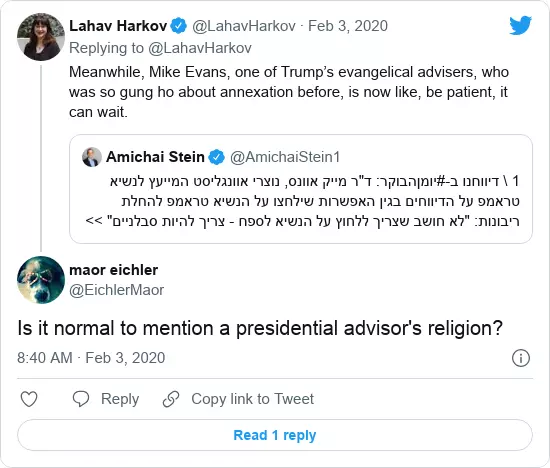 Lahav Harkov @LahavHarkov · Feb 3, 2020
Replying to @LahavHarkov
Meanwhile, Mike Evans, one of Trump’s evangelical advisers, who
was so gung ho about annexation before, is now like, be patient, it
can wait.
Amichai Stein @AmichaiStein1
1 \ דיווחנו ב-#יומןהבוקר: ד"ר מייק אוונס, נוצרי אוונגליסט המייעץ לנשיא
טראמפ על הדיווחים בגין האפשרות שילחצו על הנשיא טראמפ להחלת
ריבונות: "לא חושב שצריך ללחוץ על הנשיא לספח - צריך להיות סבלניים" >>
maor eichler
@EichlerMaor
Is it normal to mention a presidential advisor's religion?
8:40 AM · Feb 3, 2020
Reply
Copy link to Tweet
Read 1 reply